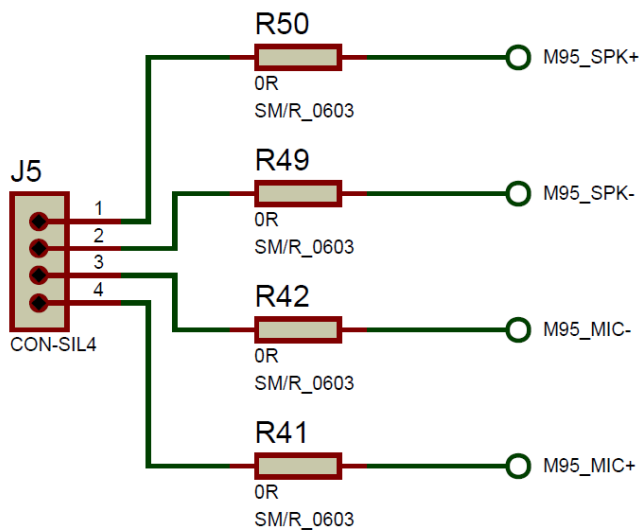 R50
0R
SM/R_0603
M95_SPK+
R49
0R
SM/R_0603
M95_SPK-
J5
1
2
3
4
CON-SIL4
R42
0R
SM/R_0603
M95_MIC-
R41
0R
SM/R_0603
M95_MIC+